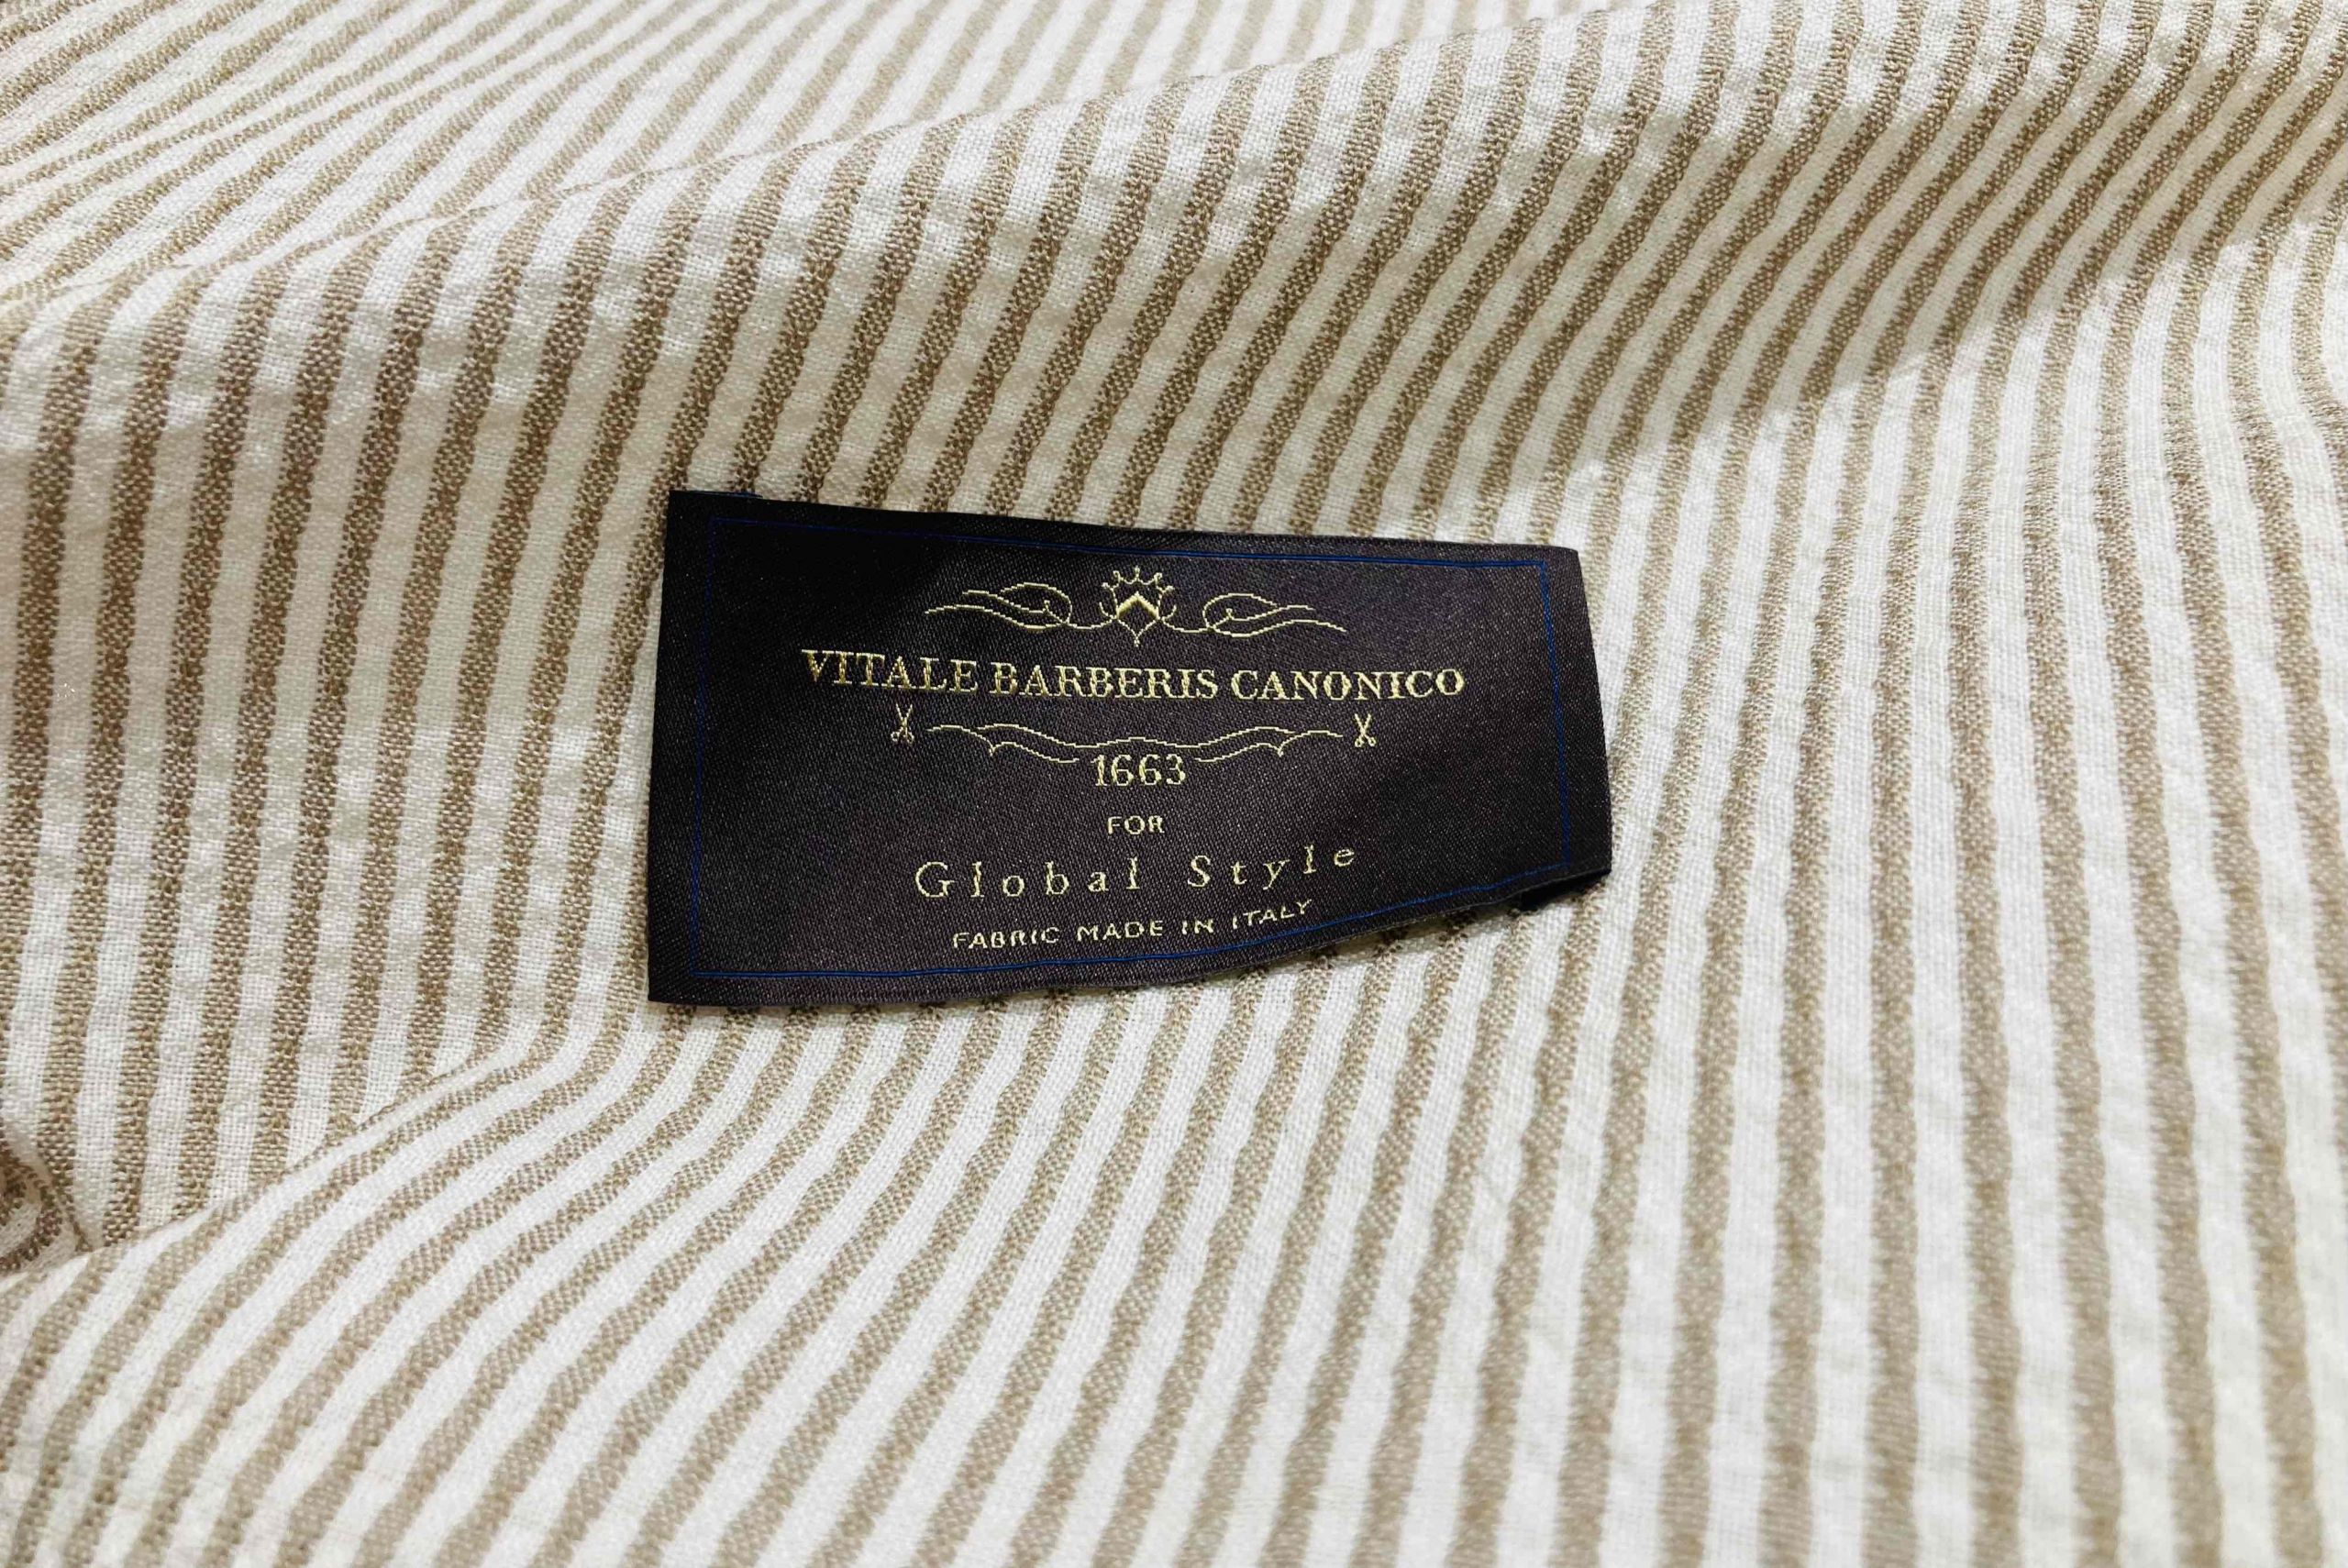 VITALE BARBERIS CANONICO
1663
FOR
Global Style
FABRIC MADE IN ITALY